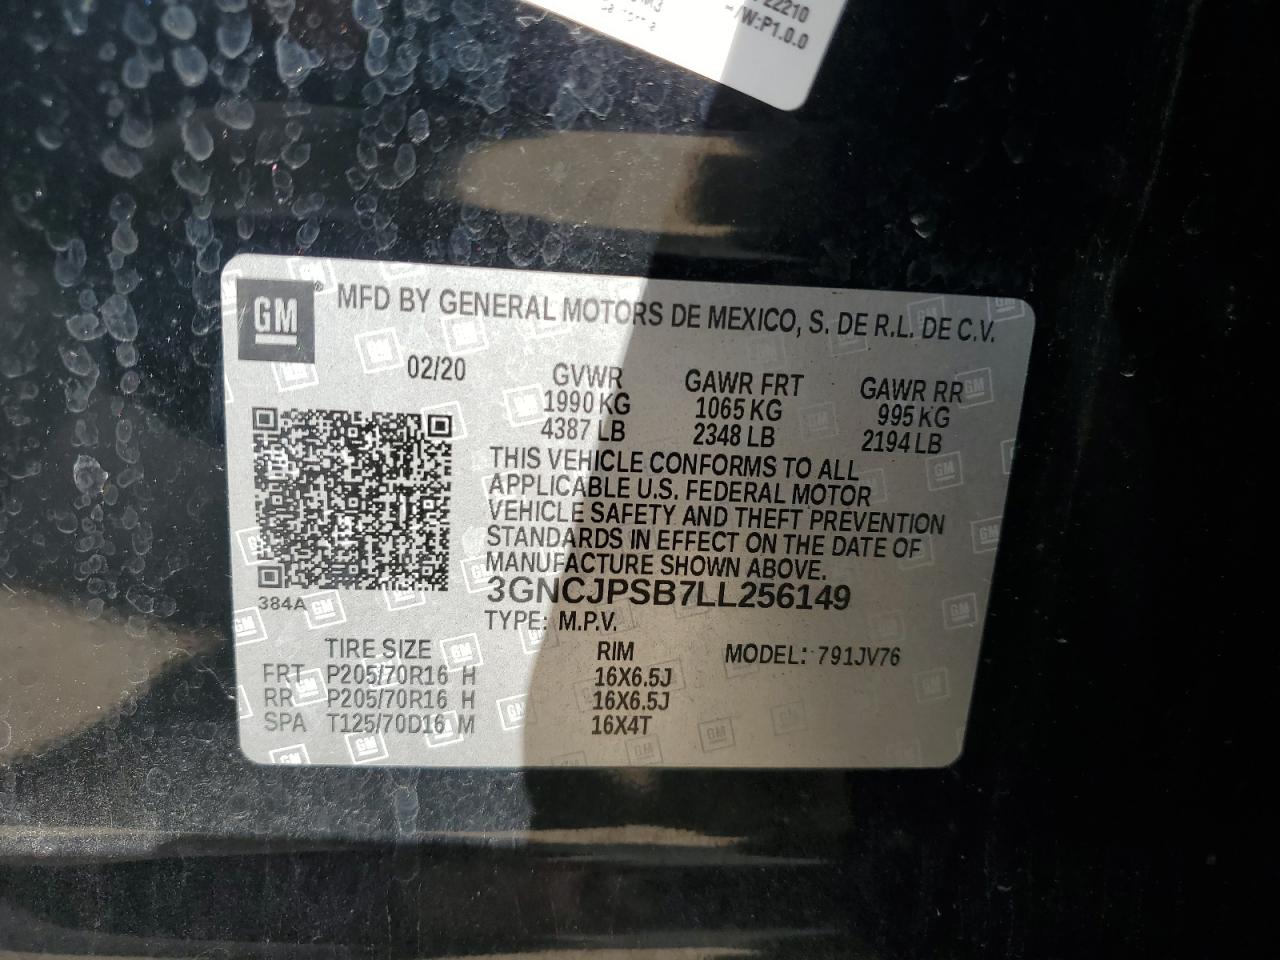 22210
-/W:P1.0.0
GM ® MFD BY GENERAL MOTORS DE MEXICO, S. DE R.L. DE C.V.
02/20
GVWR GAWR FRT GAWR RR
1990 KG 1065 KG 995 KG
4387 LB 2348 LB 2194 LB
THIS VEHICLE CONFORMS TO ALL
APPLICABLE U.S. FEDERAL MOTOR
VEHICLE SAFETY AND THEFT PREVENTION
STANDARDS IN EFFECT ON THE DATE OF
MANUFACTURE SHOWN ABOVE.
384A
3GNCJPSB7LL256149
TYPE: M.P.V.
TIRE SIZE RIM MODEL: 791JV76
FRT P205/70R16 H 16X6.5J
RR P205/70R16 H 16X6.5J
SPA T125/70D16 M 16X4T